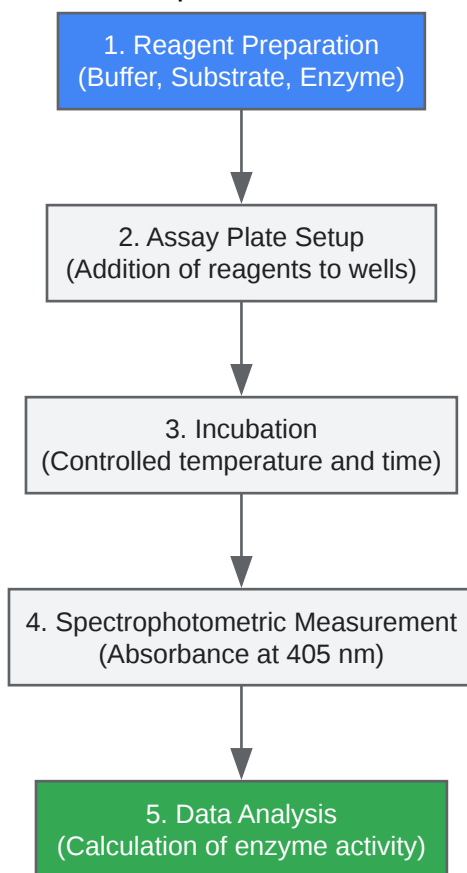 1. Reagent Preparation
(Buffer, Substrate, Enzyme)
2. Assay Plate Setup
(Addition of reagents to wells)
3. Incubation
(Controlled temperature and time)
4. Spectrophotometric Measurement
(Absorbance at 405 nm)
5. Data Analysis
(Calculation of enzyme activity)